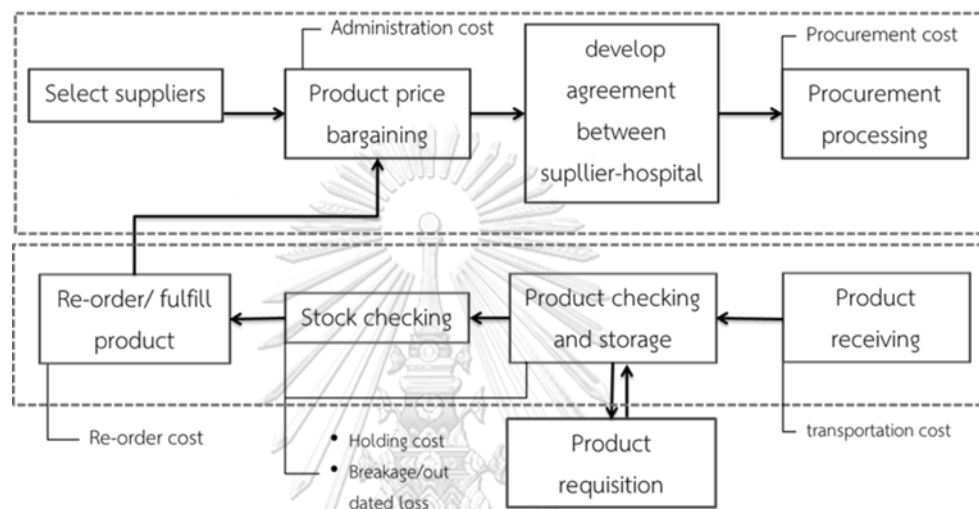 Administration cost
Procurement cost
Select suppliers
Product price
bargaining
develop
agreement
between
supllier-hospital
Procurement
processing
Re-order/ fulfill
product
Stock checking
Product checking
and storage
Product
receiving
Re-order cost
• Holding cost
• Breakage/out
dated loss
Product
requisition
transportation cost